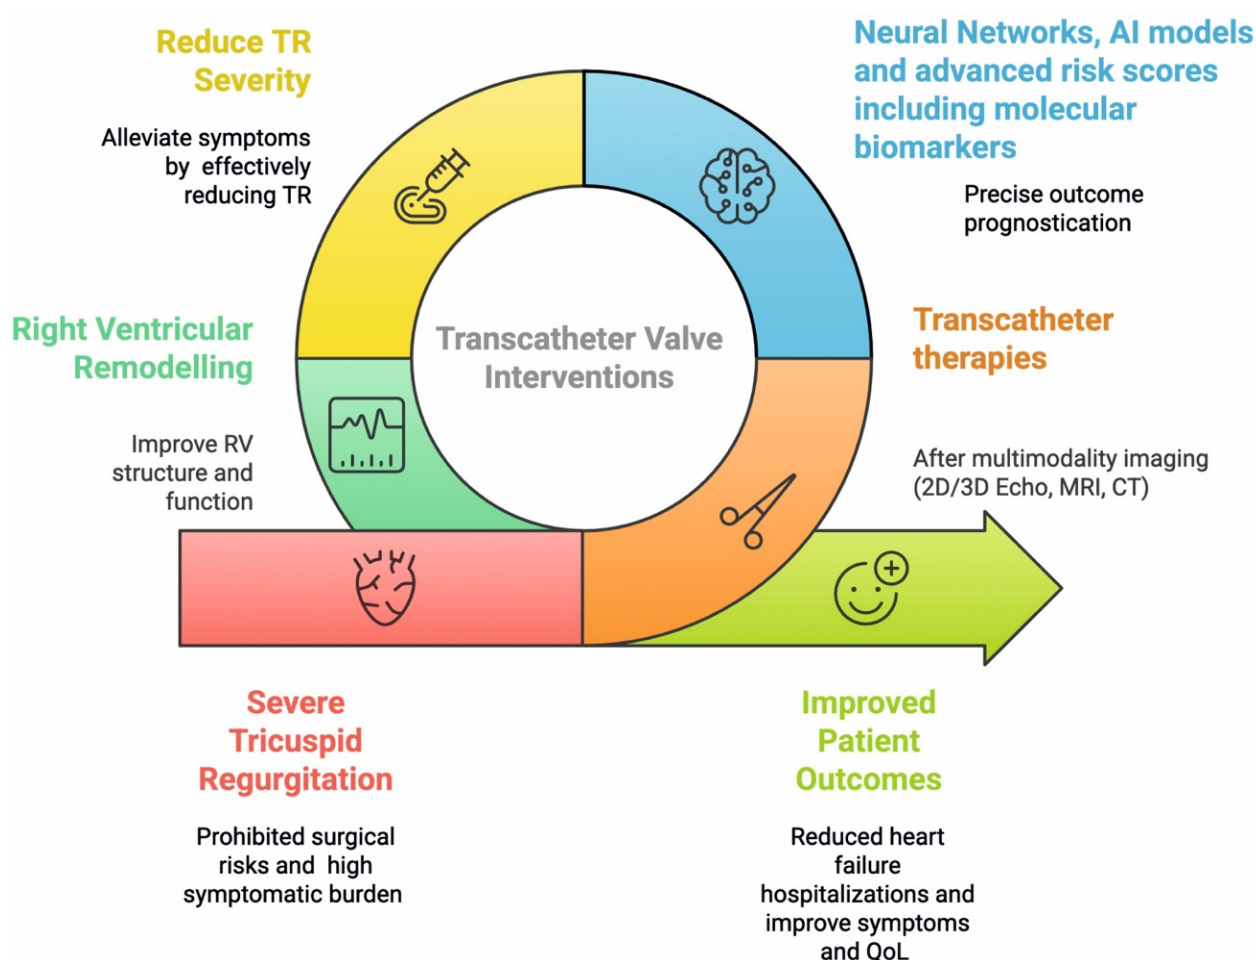 Reduce TR
Severity
Alleviate symptoms
by effectively
reducing TR
Neural Networks, AI models
and advanced risk scores
including molecular
biomarkers
Precise outcome
prognostication
Right Ventricular
Remodelling
Improve RV
structure and
function
Transcatheter Valve
Interventions
Transcatheter
therapies
After multimodality imaging
(2D/3D Echo, MRI, CT)
Severe
Tricuspid
Regurgitation
Prohibited surgical
risks and high
symptomatic burden
Improved
Patient
Outcomes
Reduced heart
failure
hospitalizations and
improve symptoms
and QoL